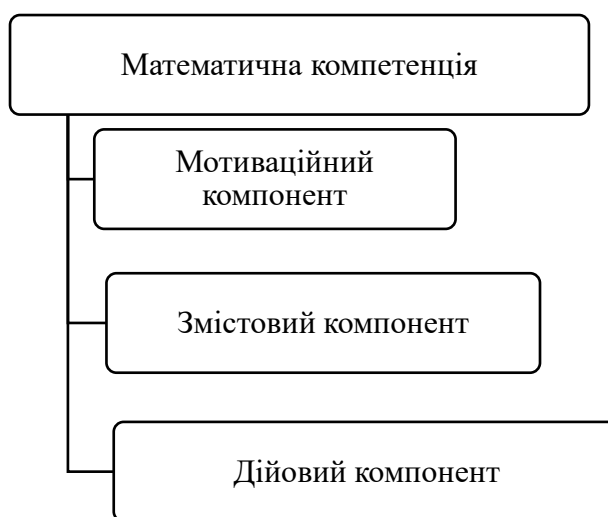 Математична компетенція
Мотиваційний
компонент
Змістовий компонент
Дійовий компонент